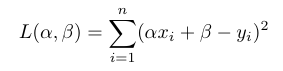 L(α, β) = ∑_{i=1}^{n} (αx_i + β − y_i)^2